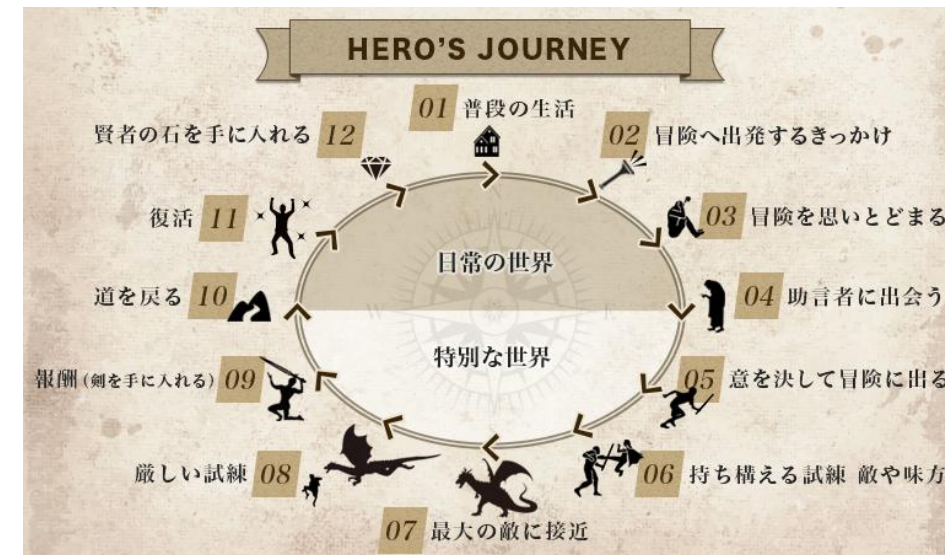 HERO'S JOURNEY
01 普段の生活
02 冒険へ出発するきっかけ
03 冒険を思いとどまる
04 助言者に出会う
05 意を決して冒険に出る
06 持ち構える試練 敵や味方
07 最大の敵に接近
08 厳しい試練
09 報酬(剣を手に入れる)
10 道を戻る
11 復活
12 賢者の石を手に入れる
日常の世界
特別な世界
W
E